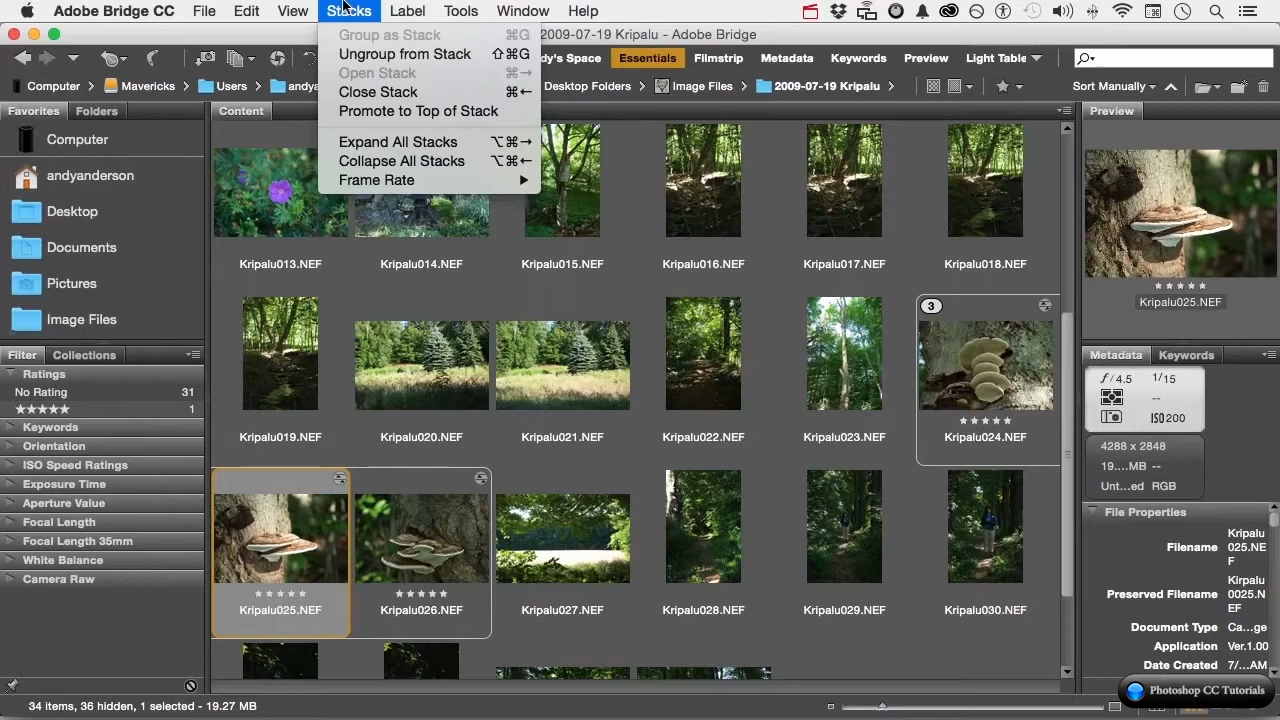 Adobe Bridge CC File Edit View Stacks Label Tools Window Help
2009-07-19 Kripalu - Adobe Bridge
Group as Stack ⌘G
Ungroup from Stack ⇧⌘G
Open Stack ⌘→
Close Stack ⌘←
Promote to Top of Stack
Expand All Stacks ⌥⌘→
Collapse All Stacks ⌥⌘←
Frame Rate
dy's Space Essentials Filmstrip Metadata Keywords Preview Light Table
Computer Mavericks Users andya Desktop Folders Image Files 2009-07-19 Kripalu Sort Manually
Favorites Folders
Computer
andyanderson
Desktop
Documents
Pictures
Image Files
Filter Collections
Ratings
No Rating 31
★★★★★ 1
Keywords
Orientation
ISO Speed Ratings
Exposure Time
Aperture Value
Focal Length
Focal Length 35mm
White Balance
Camera Raw
Content
Kripalu013.NEF Kripalu014.NEF Kripalu015.NEF Kripalu016.NEF Kripalu017.NEF Kripalu018.NEF
3
Kripalu019.NEF Kripalu020.NEF Kripalu021.NEF Kripalu022.NEF Kripalu023.NEF Kripalu024.NEF
Kripalu025.NEF Kripalu026.NEF Kripalu027.NEF Kripalu028.NEF Kripalu029.NEF Kripalu030.NEF
Preview
Kripalu025.NEF
Metadata Keywords
ƒ/4.5 1/15
--
ISO200
4288 x 2848
19....MB --
Unt...ed RGB
File Properties
Filename Kripalu
025.NE
F
Preserved Filename Kripalu
0025.N
EF
Document Type Ca...ge
Application Ver.1.00
Date Created 7/...AM
34 items, 36 hidden, 1 selected - 19.27 MB
Photoshop CC Tutorials